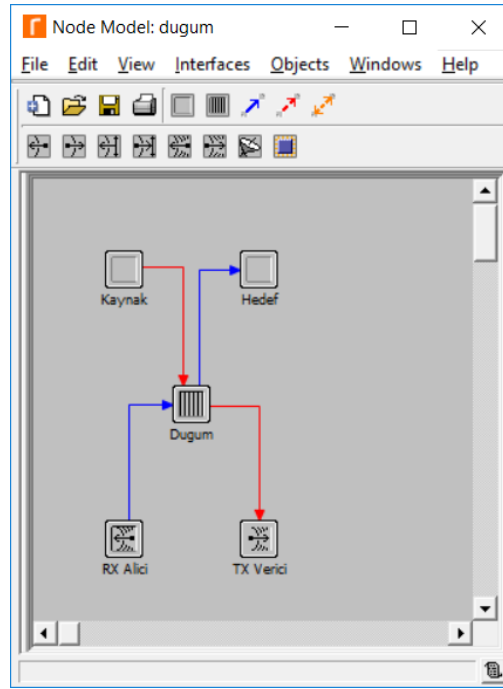 Node Model: dugum
File Edit View Interfaces Objects Windows Help
Kaynak Hedef
Dugum
RX Alici TX Verici